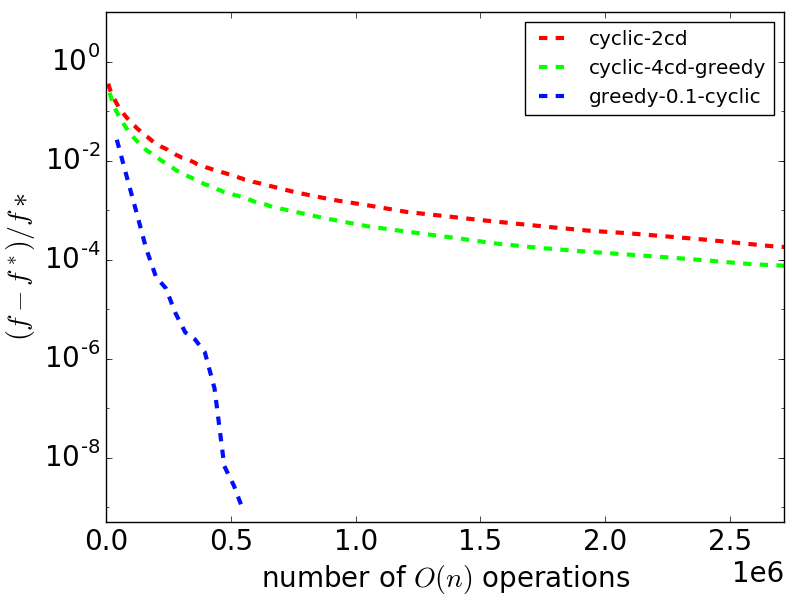 cyclic-2cd
cyclic-4cd-greedy
greedy-0.1-cyclic
10^0
10^-2
10^-4
10^-6
10^-8
(f − f*)/f*
0.0 0.5 1.0 1.5 2.0 2.5
1e6
number of O(n) operations